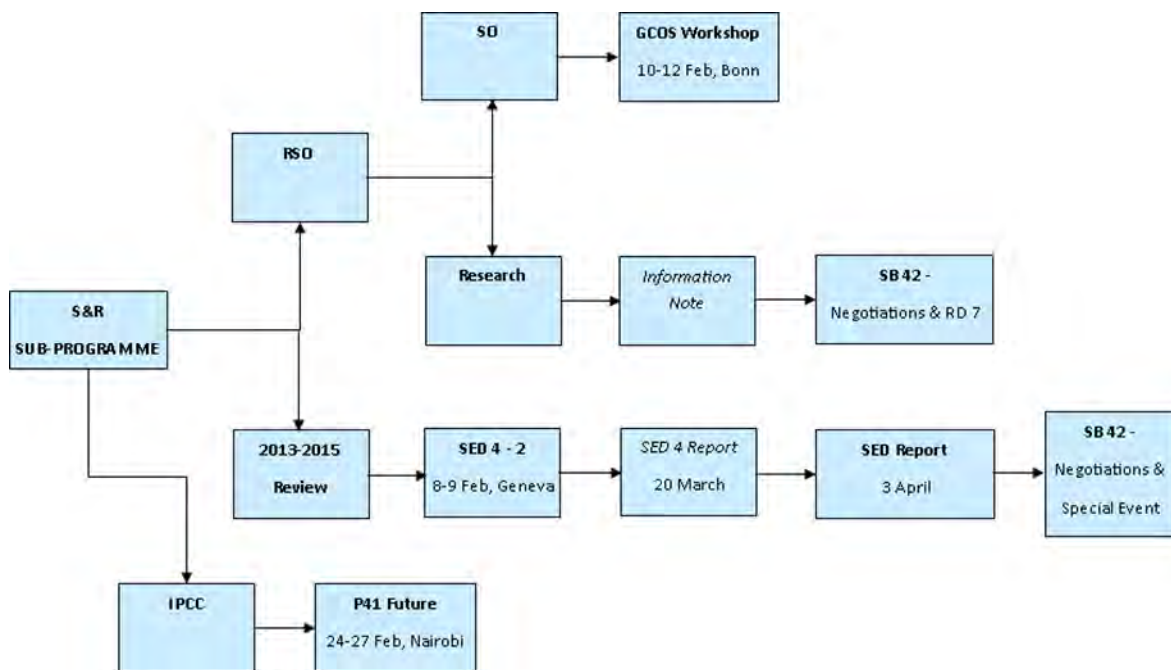 SO
GCOS Workshop
10-12 Feb, Bonn
RSO
Research
Information
Note
SB 42 -
Negotiations & RD 7
S&R
SUB-PROGRAMME
2013-2015
Review
SED 4 - 2
8-9 Feb, Geneva
SED 4 Report
20 March
SED Report
3 April
SB 42 -
Negotiations &
Special Event
IPCC
P41 Future
24-27 Feb, Nairobi